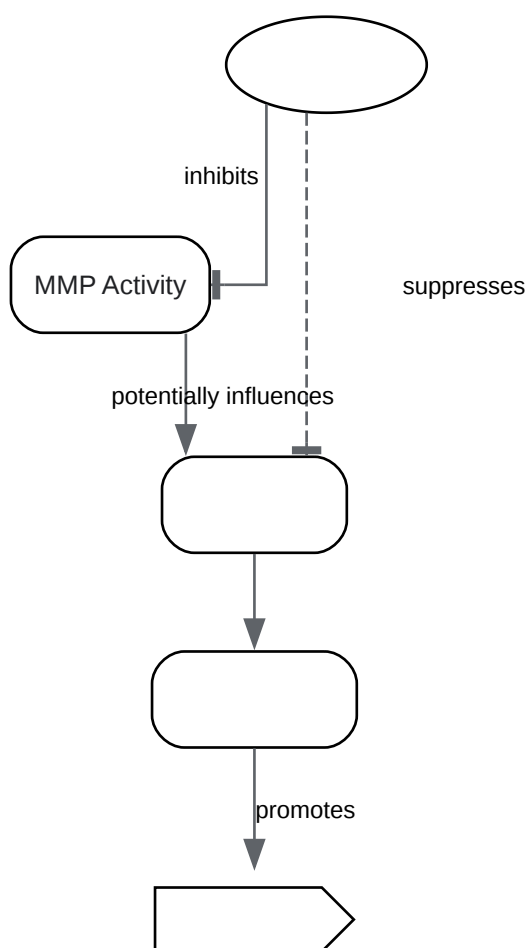 inhibits
MMP Activity
suppresses
potentially influences
promotes